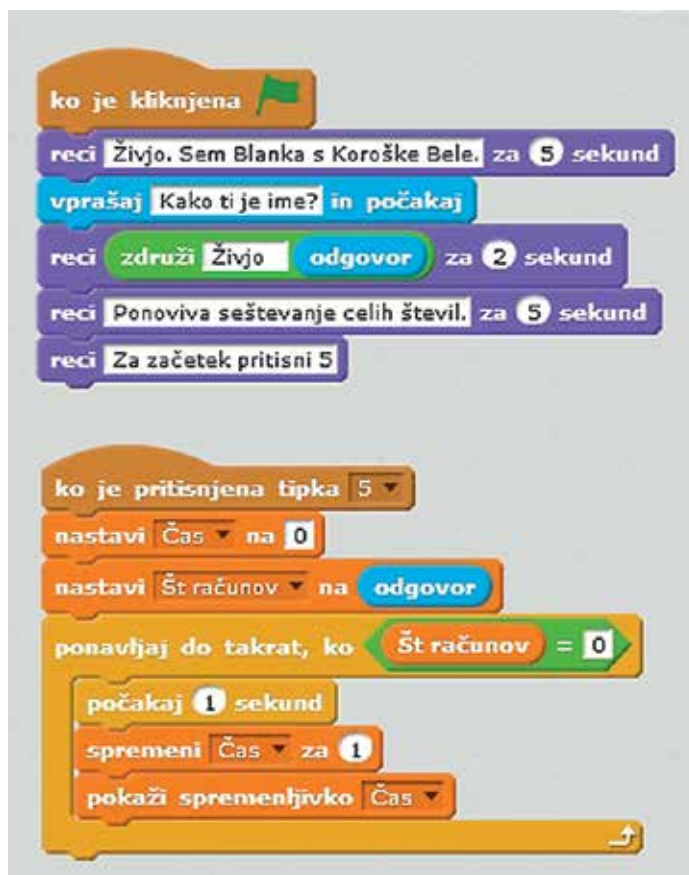 ko je kliknjena
reci Živjo. Sem Blanka s Koroške Bele. za 5 sekund
vprašaj Kako ti je ime? in počakaj
reci združi Živjo odgovor za 2 sekund
reci Ponoviva seštevanje celih števil. za 5 sekund
reci Za začetek pritisni 5
ko je pritisnjena tipka 5
nastavi Čas na 0
nastavi Št računov na odgovor
ponavljaj do takrat, ko Št računov = 0
počakaj 1 sekund
spremeni Čas za 1
pokaži spremenljivko Čas